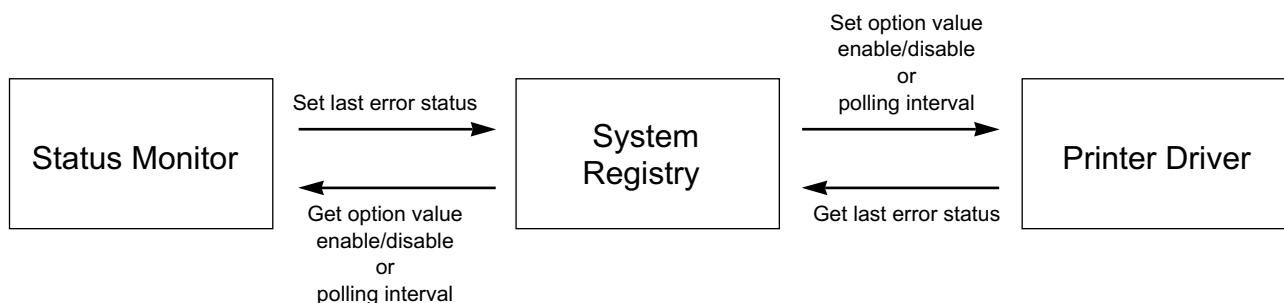 Status Monitor
Set last error status
Get option value
enable/disable
or
polling interval
System
Registry
Set option value
enable/disable
or
polling interval
Get last error status
Printer Driver